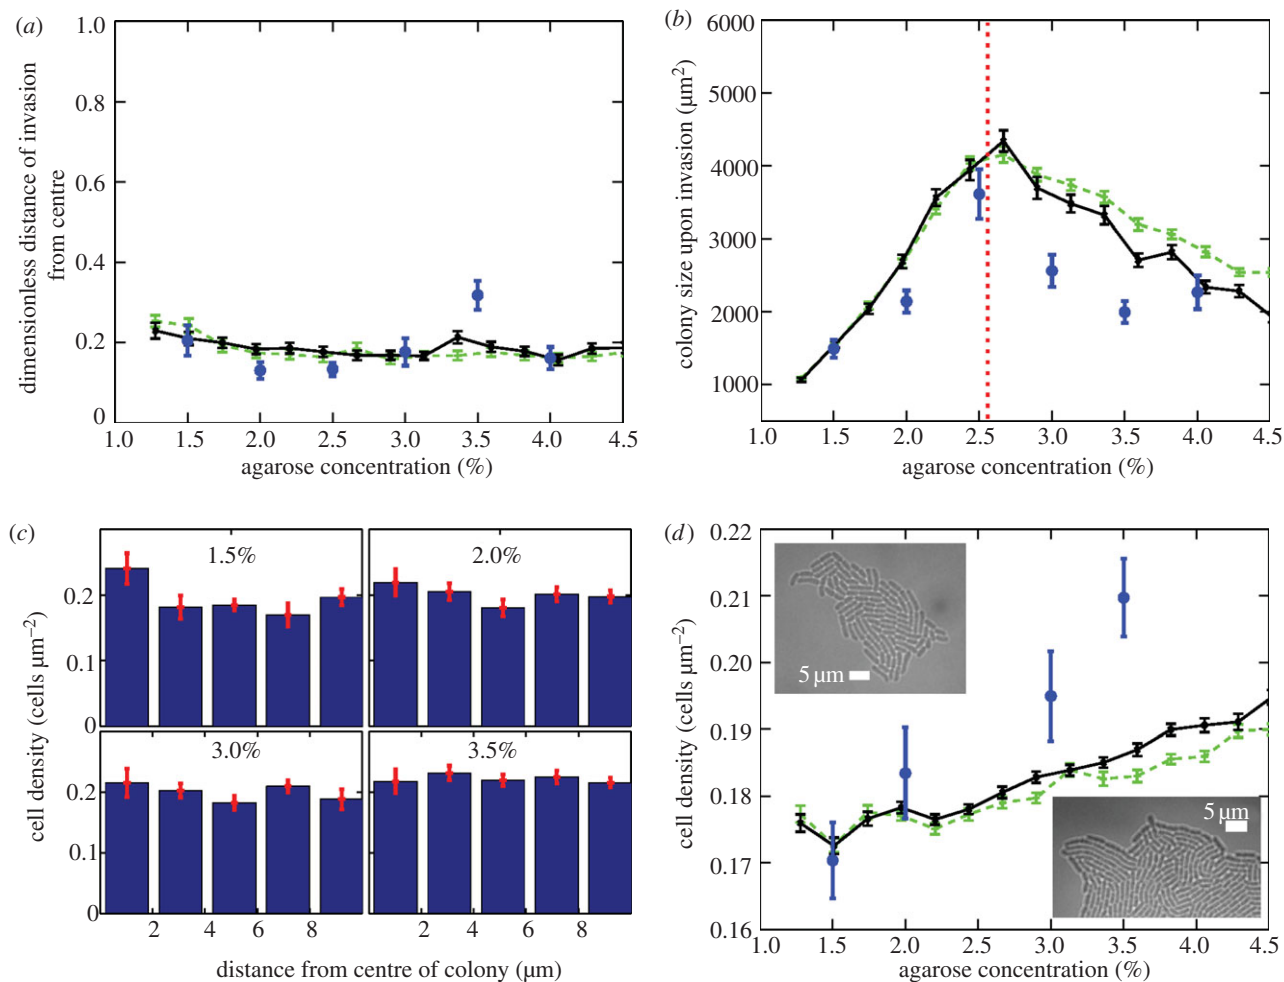 (a)
1.0
0.8
0.6
0.4
0.2
0
dimensionless distance of invasion
from centre
1.0 1.5 2.0 2.5 3.0 3.5 4.0 4.5
agarose concentration (%)
(b)
6000
5000
4000
3000
2000
1000
colony size upon invasion (μm²)
1.0 1.5 2.0 2.5 3.0 3.5 4.0 4.5
agarose concentration (%)
(c)
1.5%
2.0%
0.2
0.1
0
3.0%
3.5%
0.2
0.1
0
cell density (cells μm⁻²)
2 4 6 8 2 4 6 8
distance from centre of colony (μm)
(d)
0.22
0.21
0.20
0.19
0.18
0.17
0.16
cell density (cells μm⁻²)
5 μm
5 μm
1.0 1.5 2.0 2.5 3.0 3.5 4.0 4.5
agarose concentration (%)